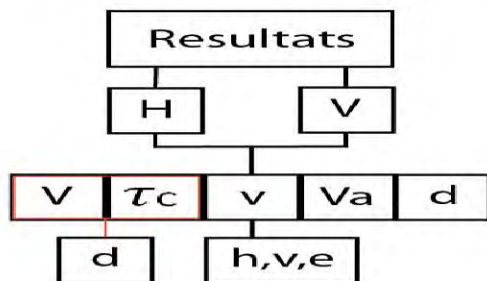 Resultats
H V
V τc v Va d
d h,v,e